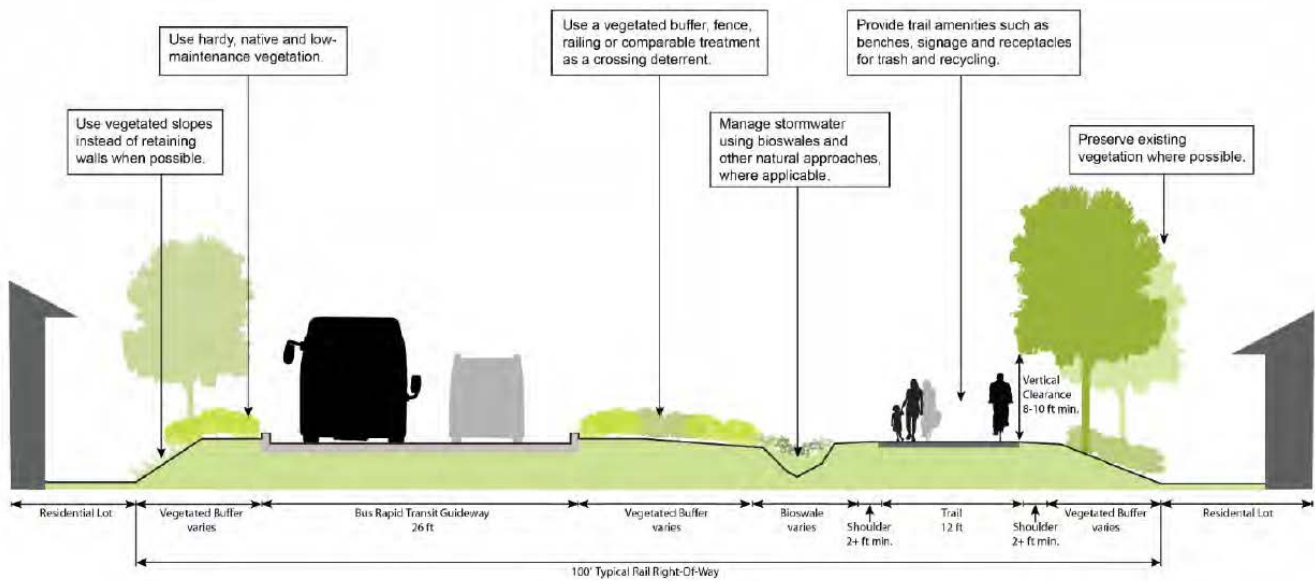 Use hardy, native and low-
maintenance vegetation.
Use a vegetated buffer, fence,
railing or comparable treatment
as a crossing deterrent.
Provide trail amenities such as
benches, signage and receptacles
for trash and recycling.
Use vegetated slopes
instead of retaining
walls when possible.
Manage stormwater
using bioswales and
other natural approaches,
where applicable.
Preserve existing
vegetation where possible.
Vertical
Clearance
8-10 ft min.
Residential Lot
Vegetated Buffer
varies
Bus Rapid Transit Guideway
26 ft
Vegetated Buffer
varies
Bioswale
varies
Shoulder
2+ ft min.
Trail
12 ft
Shoulder
2+ ft min.
Vegetated Buffer
varies
Residential Lot
100' Typical Rail Right-Of-Way